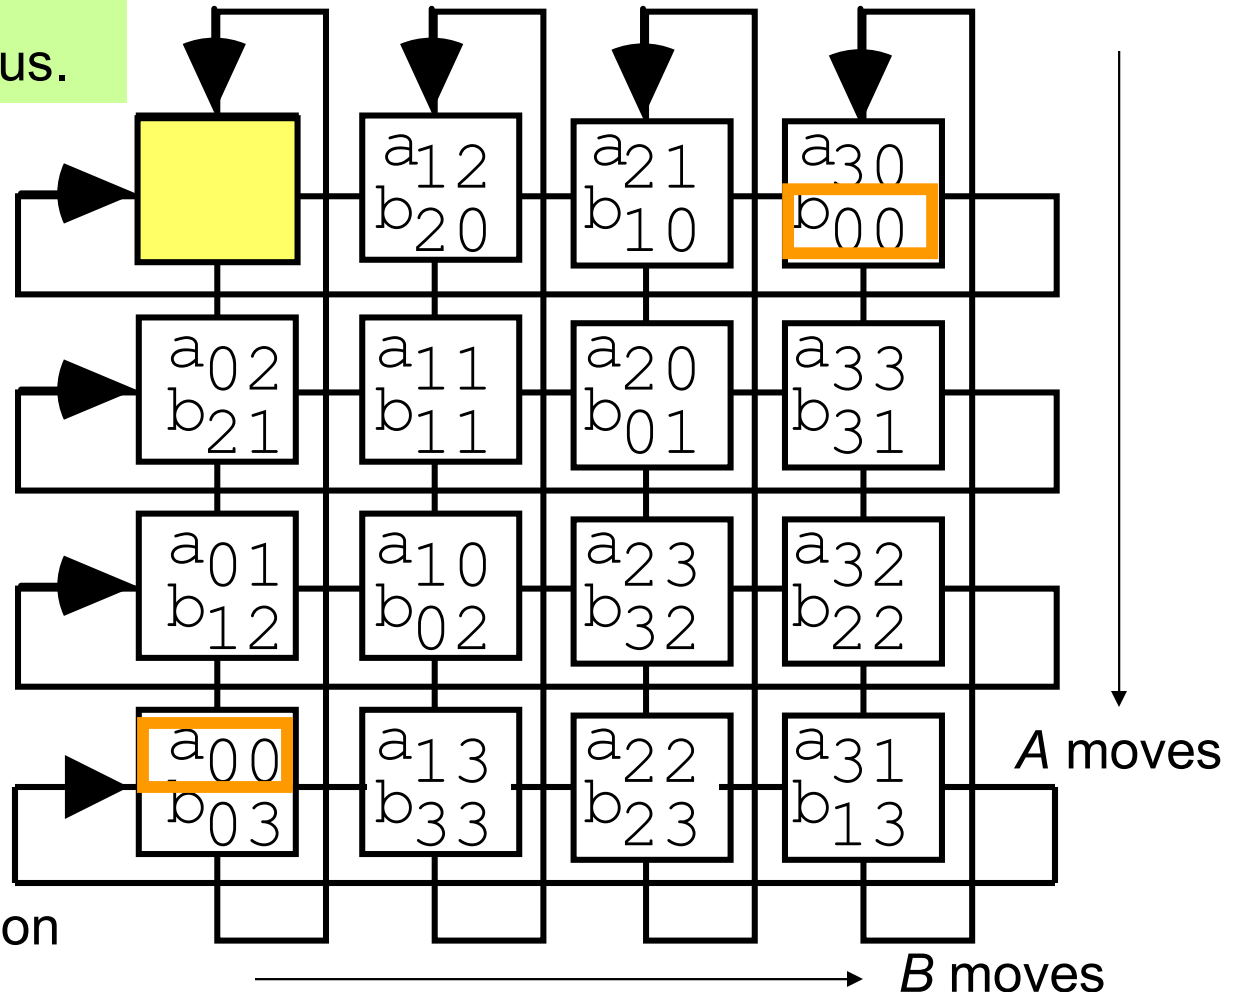 us.
a12 a21 a30
b20 b10 b00
a02 a11 a20 a33
b21 b11 b01 b31
a01 a10 a23 a32
b12 b02 b32 b22
a00 a13 a22 a31
b03 b33 b23 b13
A moves
on
B moves